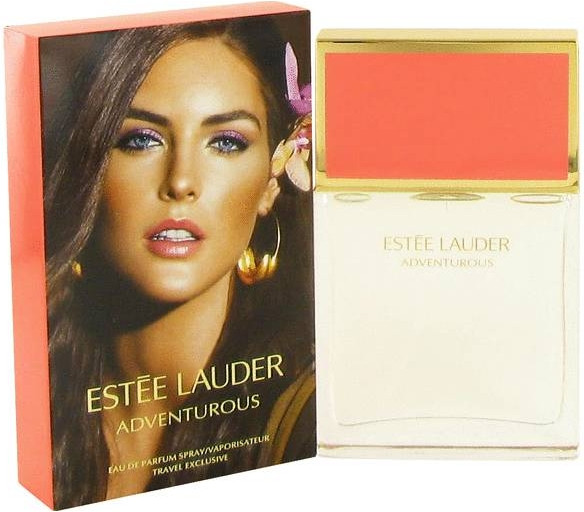 ESTĒE LAUDER
ADVENTUROUS
EAU DE PARFUM SPRAY/VAPORISATEUR
TRAVEL EXCLUSIVE
ESTĒE LAUDER
ADVENTUROUS